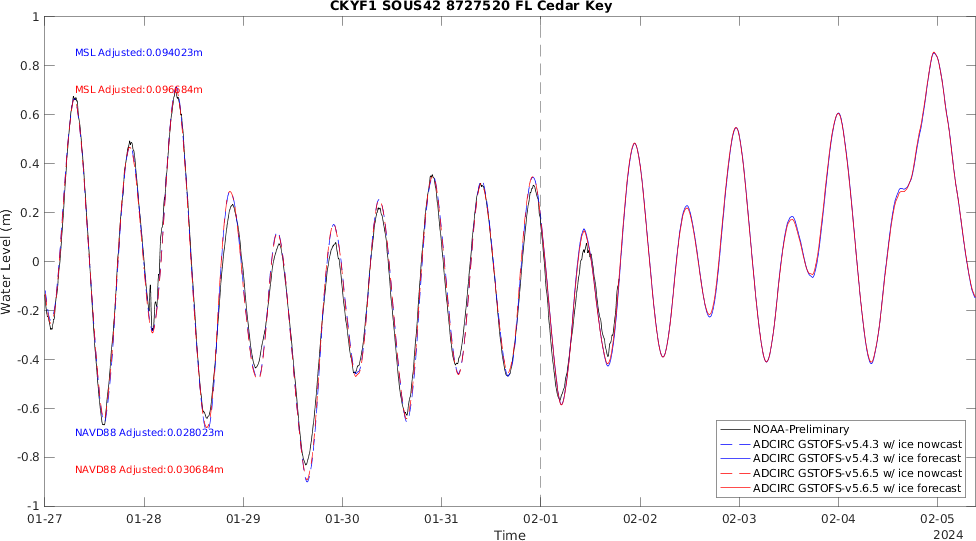 CKYF1 SOUS42 8727520 FL Cedar Key
1
0.8
0.6
0.4
0.2
0
-0.2
-0.4
-0.6
-0.8
-1
Water Level (m)
MSL Adjusted:0.094023m
MSL Adjusted:0.096684m
NAVD88 Adjusted:0.028023m
NAVD88 Adjusted:0.030684m
NOAA-Preliminary
ADCIRC GSTOFS-v5.4.3 w/ ice nowcast
ADCIRC GSTOFS-v5.4.3 w/ ice forecast
ADCIRC GSTOFS-v5.6.5 w/ ice nowcast
ADCIRC GSTOFS-v5.6.5 w/ ice forecast
01-27 01-28 01-29 01-30 01-31 02-01 02-02 02-03 02-04 02-05
Time
2024